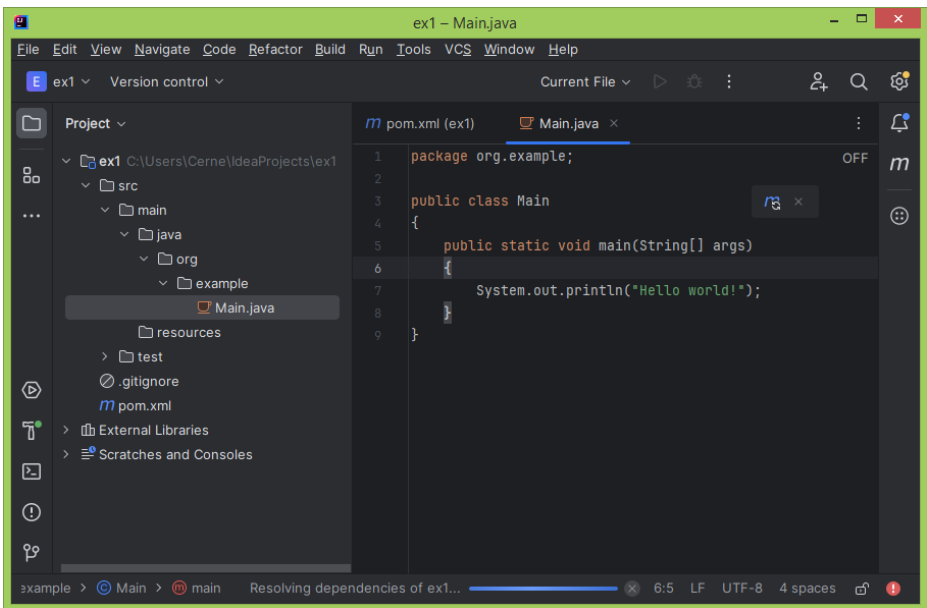 ex1 – Main.java
File Edit View Navigate Code Refactor Build Run Tools VCS Window Help
E ex1 Version control Current File
Project
m pom.xml (ex1) Main.java
ex1 C:\Users\Cerne\IdeaProjects\ex1
src
main
java
org
example
Main.java
resources
test
.gitignore
m pom.xml
External Libraries
Scratches and Consoles
1 package org.example; OFF
2
3 public class Main
4 {
5 public static void main(String[] args)
6 {
7 System.out.println("Hello world!");
8 }
9 }
m
m
example > C Main > m main Resolving dependencies of ex1... 6:5 LF UTF-8 4 spaces